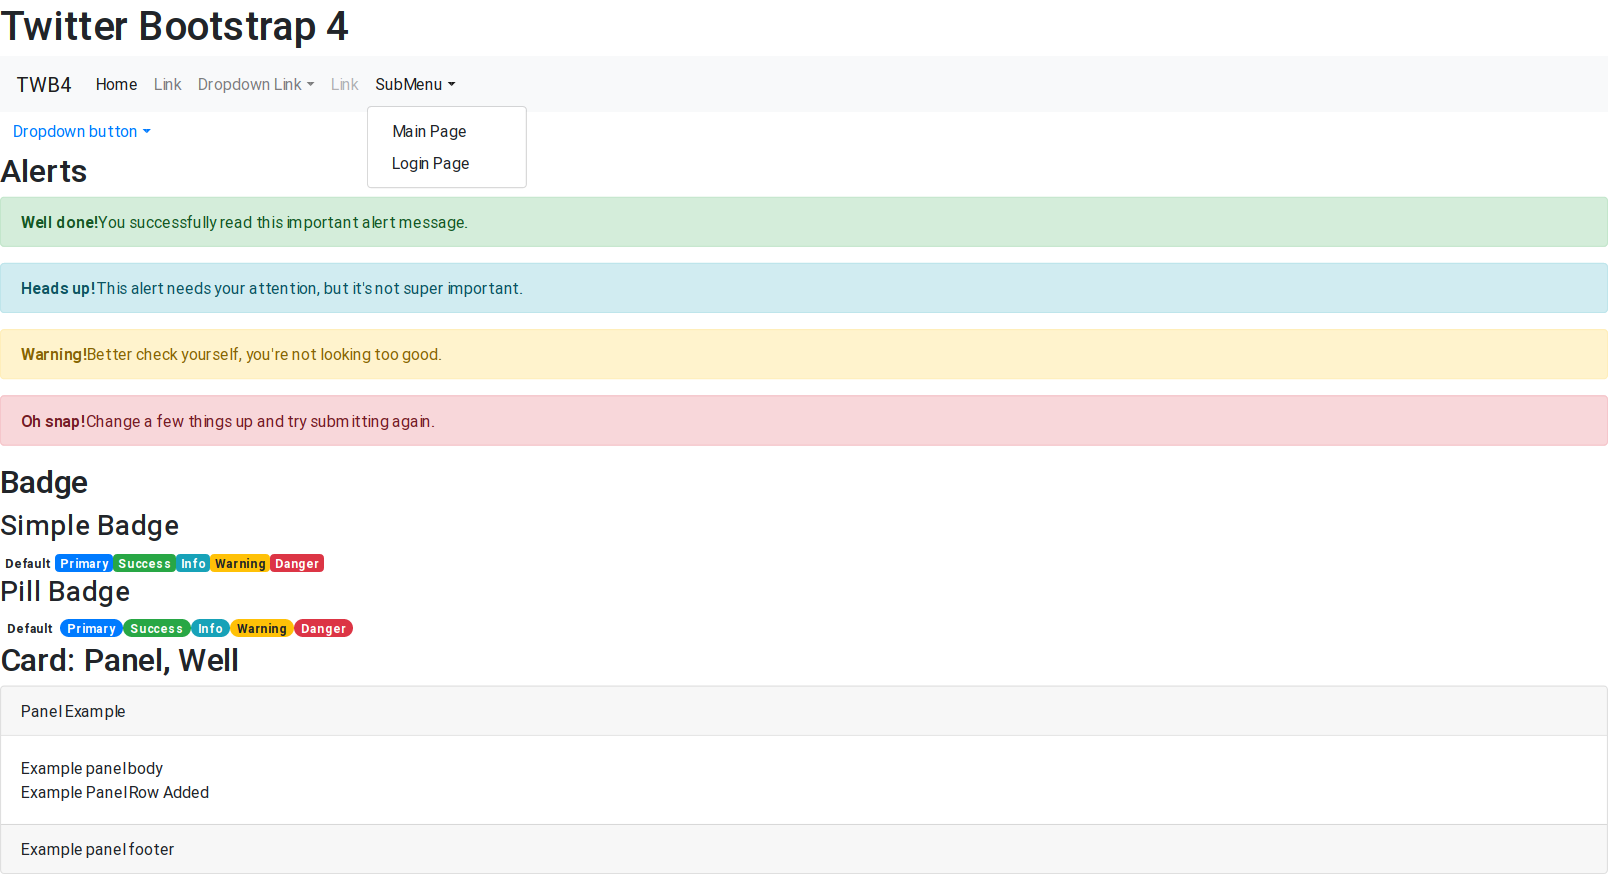 Twitter Bootstrap 4
TWB4 Home Link Dropdown Link Link SubMenu
Dropdown button
Main Page
Login Page
Alerts
Well done!You successfully read this important alert message.
Heads up!This alert needs your attention, but it's not super important.
Warning!Better check yourself, you're not looking too good.
Oh snap!Change a few things up and try submitting again.
Badge
Simple Badge
Default Primary Success Info Warning Danger
Pill Badge
Default Primary Success Info Warning Danger
Card: Panel, Well
Panel Example
Example panel body
Example Panel Row Added
Example panel footer